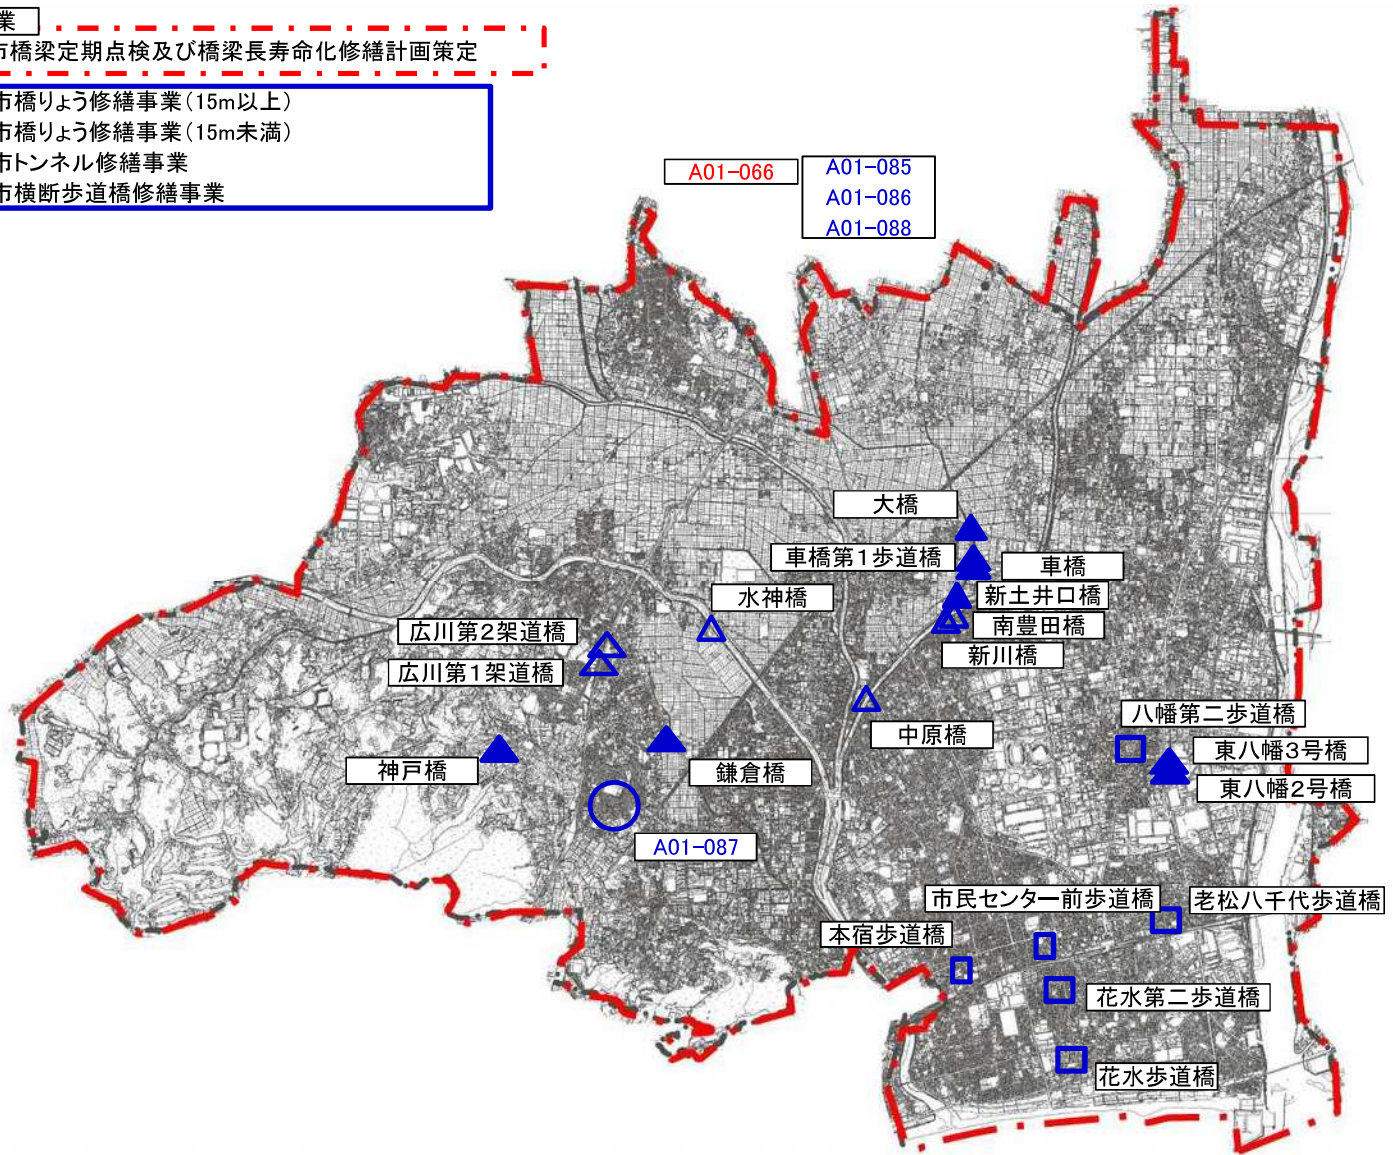 業
市橋梁定期点検及び橋梁長寿命化修繕計画策定
市橋りょう修繕事業(15m以上)
市橋りょう修繕事業(15m未満)
市トンネル修繕事業
市横断歩道橋修繕事業
A01-066
A01-085
A01-086
A01-088
大橋
車橋第1歩道橋
車橋
新土井口橋
水神橋
南豊田橋
広川第2架道橋
新川橋
広川第1架道橋
八幡第二歩道橋
中原橋
東八幡3号橋
神戸橋
鎌倉橋
東八幡2号橋
A01-087
市民センター前歩道橋
老松八千代歩道橋
本宿歩道橋
花水第二歩道橋
花水歩道橋